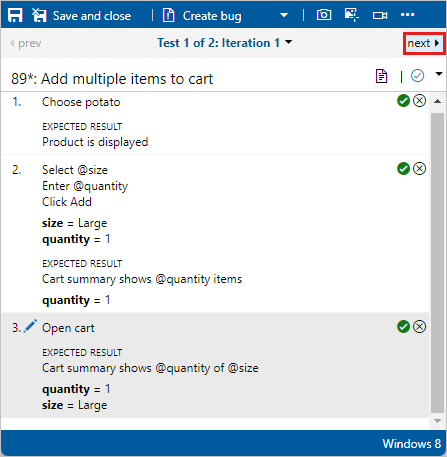 Save and close | Create bug
prev Test 1 of 2: Iteration 1 next
89*: Add multiple items to cart |
1. Choose potato
EXPECTED RESULT
Product is displayed
2. Select @size
Enter @quantity
Click Add
size = Large
quantity = 1
EXPECTED RESULT
Cart summary shows @quantity items
quantity = 1
3. Open cart
EXPECTED RESULT
Cart summary shows @quantity of @size
quantity = 1
size = Large
Windows 8